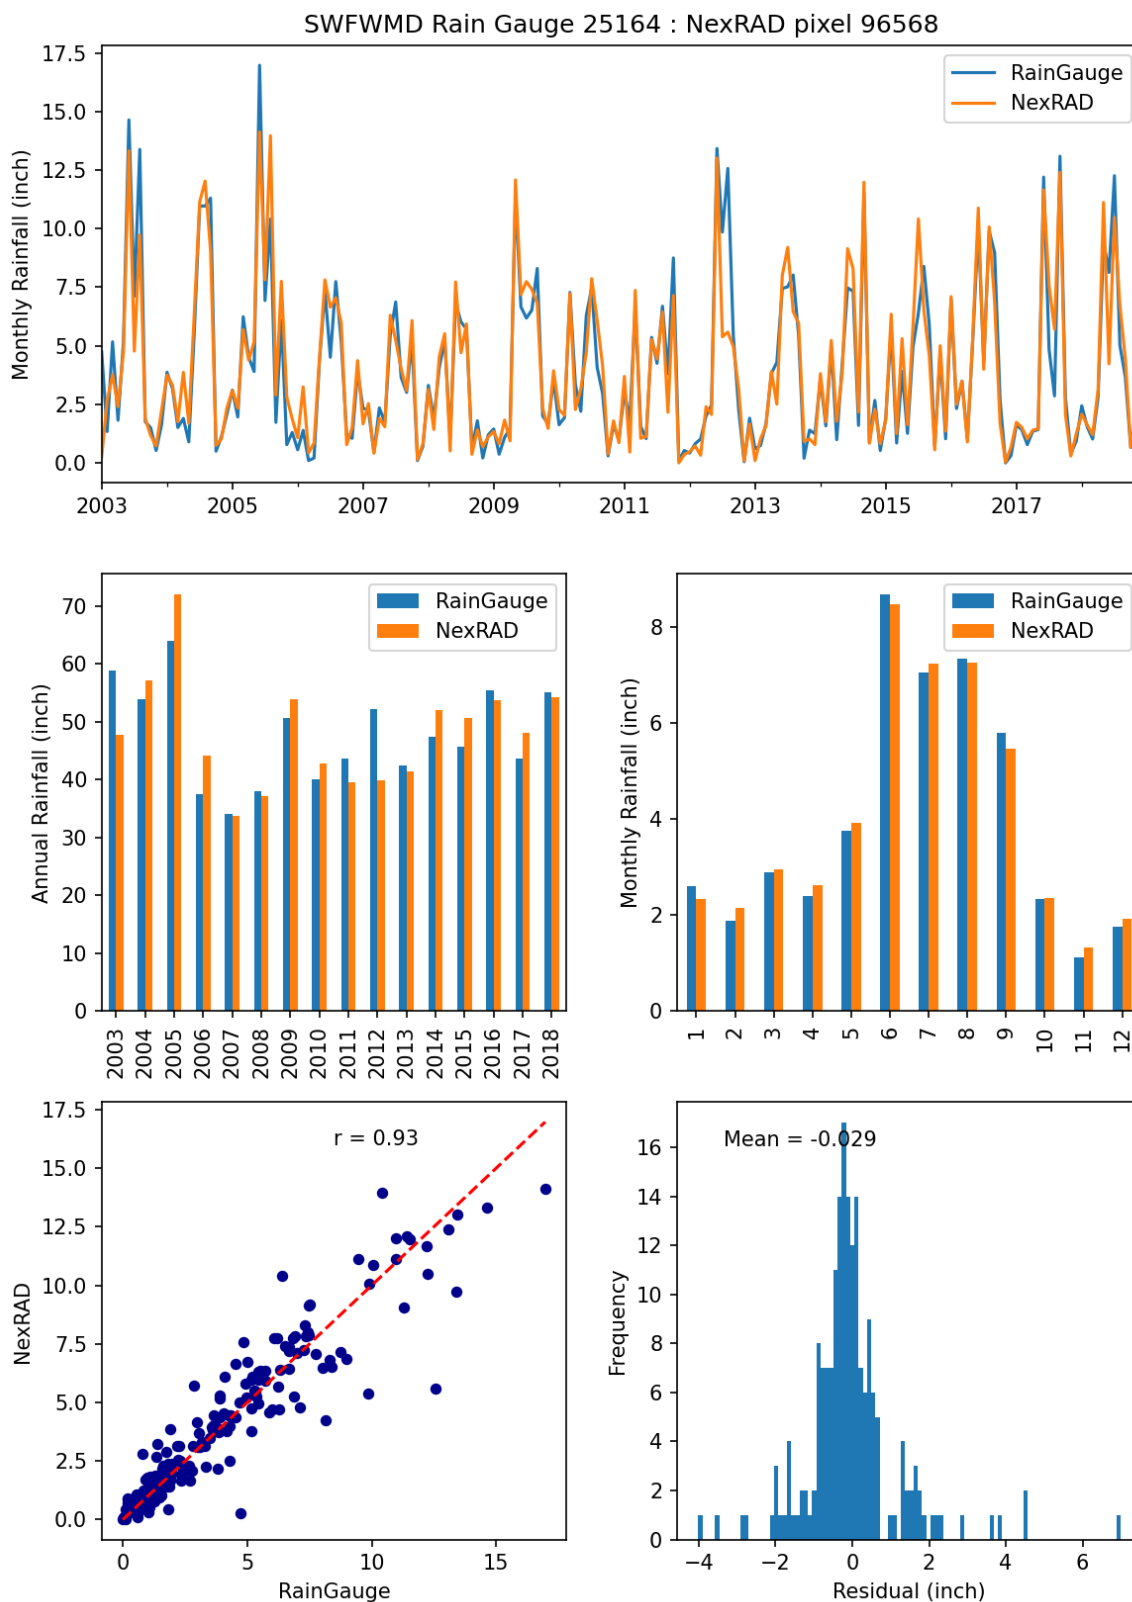 SWFWMD Rain Gauge 25164 : NexRAD pixel 96568
17.5
15.0
12.5
10.0
7.5
5.0
2.5
0.0
Monthly Rainfall (inch)
RainGauge
NexRAD
2003 2005 2007 2009 2011 2013 2015 2017
70
60
50
40
30
20
10
0
Annual Rainfall (inch)
RainGauge
NexRAD
2003 2004 2005 2006 2007 2008 2009 2010 2011 2012 2013 2014 2015 2016 2017 2018
8
6
4
2
0
Monthly Rainfall (inch)
RainGauge
NexRAD
1 2 3 4 5 6 7 8 9 10 11 12
17.5
15.0
12.5
10.0
7.5
5.0
2.5
0.0
NexRAD
r = 0.93
0 5 10 15
RainGauge
16
14
12
10
8
6
4
2
0
Frequency
Mean = -0.029
−4 −2 0 2 4 6
Residual (inch)